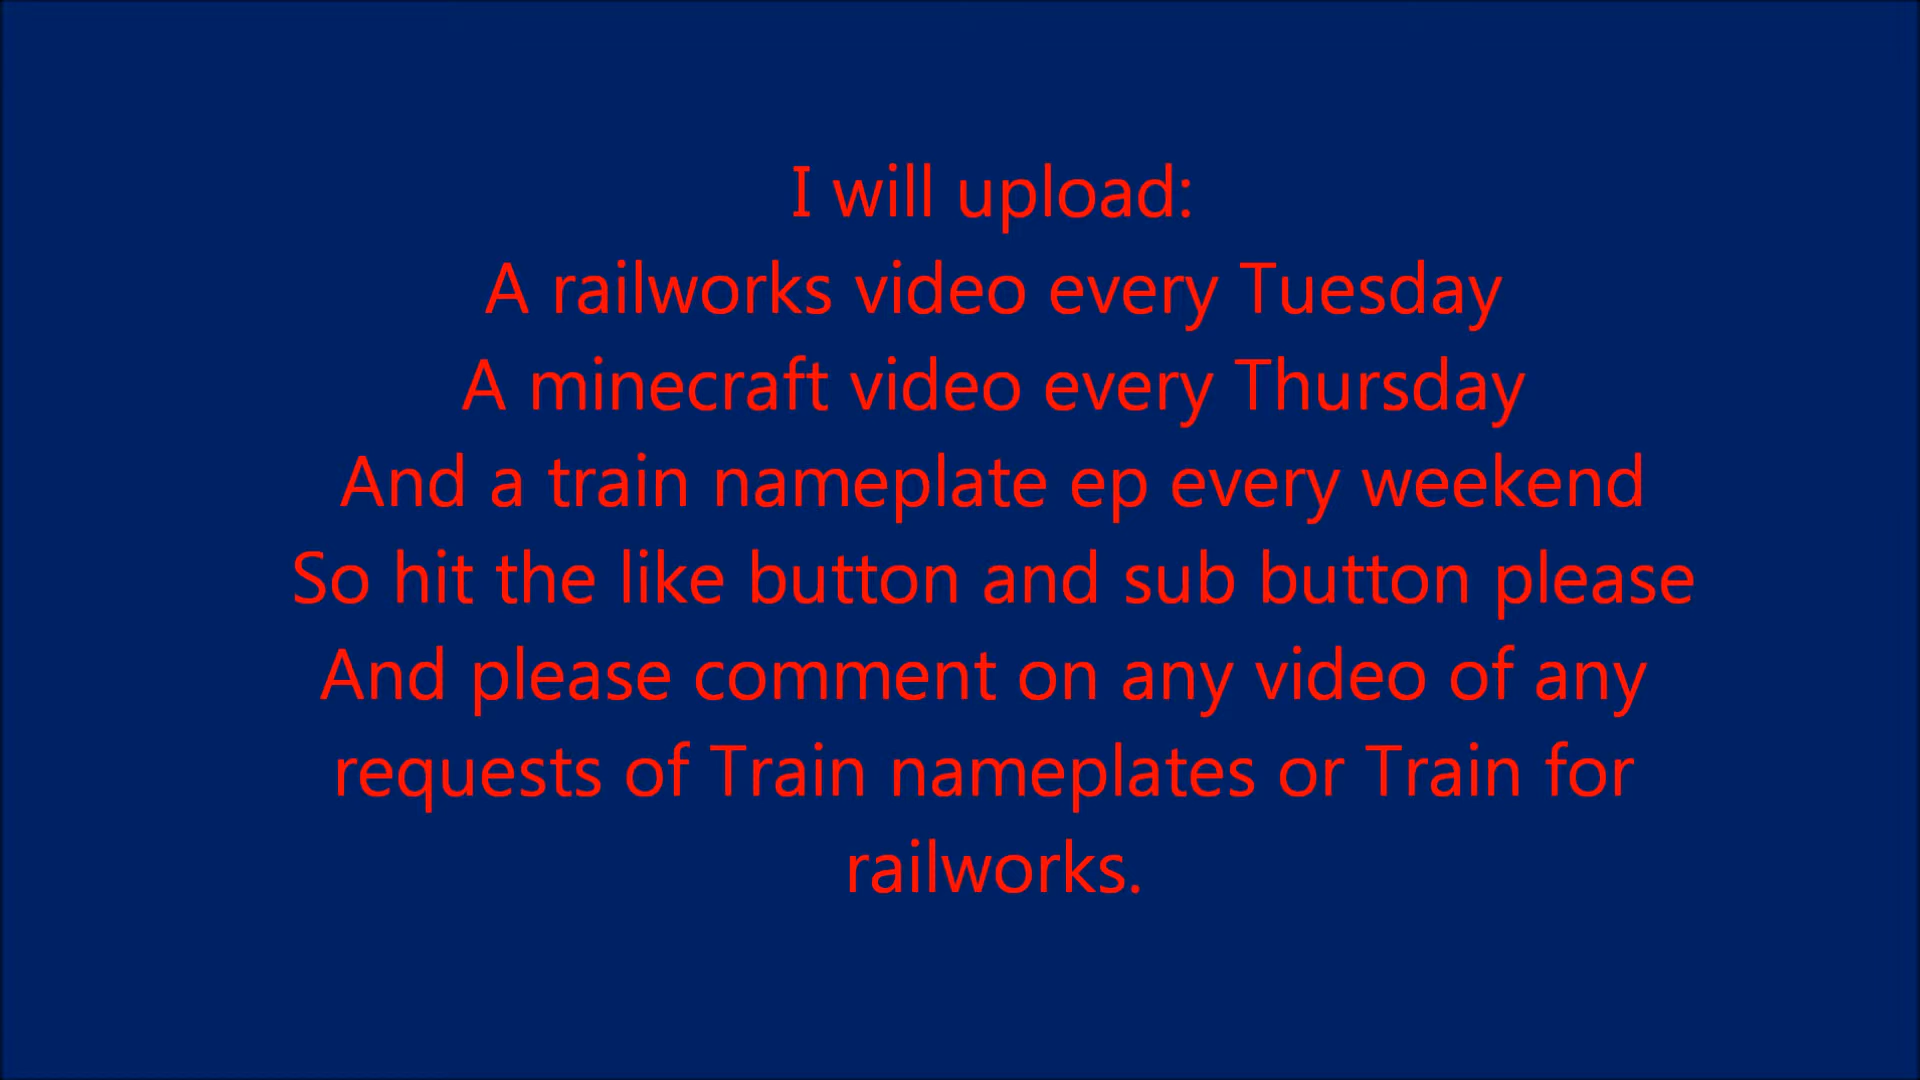 I will upload:
A railworks video every Tuesday
A minecraft video every Thursday
And a train nameplate ep every weekend
So hit the like button and sub button please
And please comment on any video of any
requests of Train nameplates or Train for
railworks.